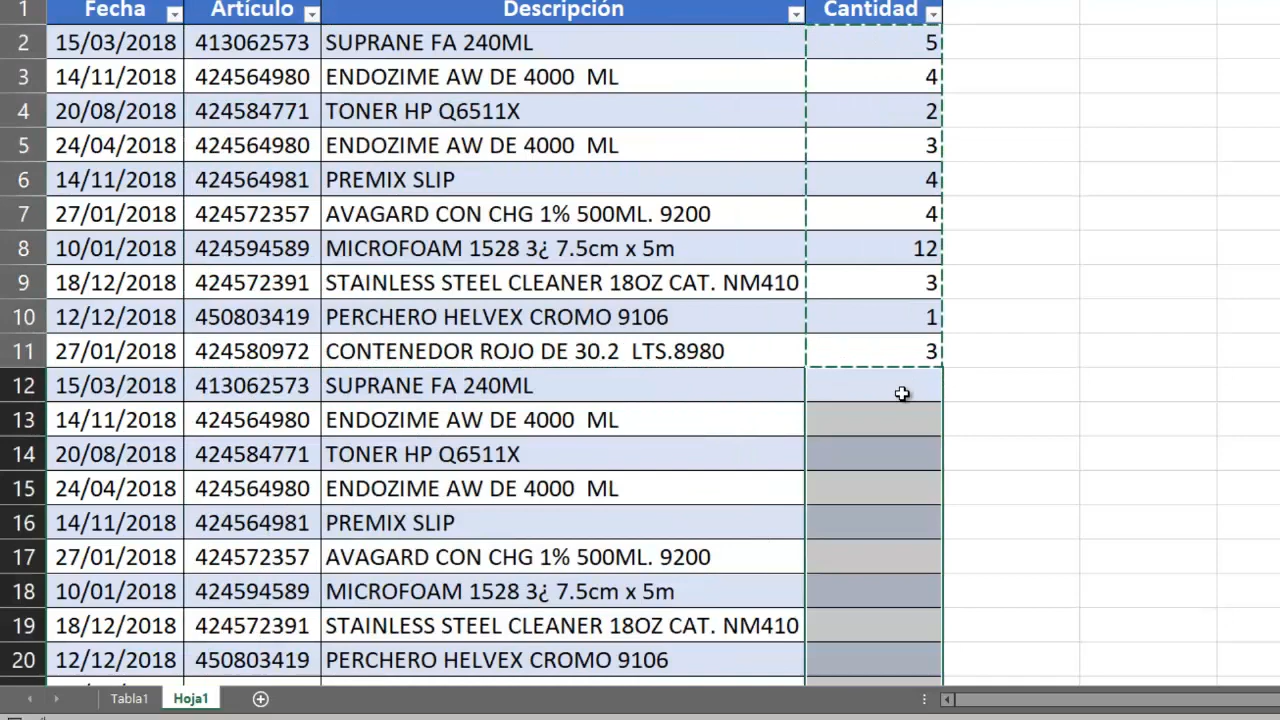 1 Fecha Artículo Descripción Cantidad
2 15/03/2018 413062573 SUPRANE FA 240ML 5
3 14/11/2018 424564980 ENDOZIME AW DE 4000  ML 4
4 20/08/2018 424584771 TONER HP Q6511X 2
5 24/04/2018 424564980 ENDOZIME AW DE 4000  ML 3
6 14/11/2018 424564981 PREMIX SLIP 4
7 27/01/2018 424572357 AVAGARD CON CHG 1% 500ML. 9200 4
8 10/01/2018 424594589 MICROFOAM 1528 3¿ 7.5cm x 5m 12
9 18/12/2018 424572391 STAINLESS STEEL CLEANER 18OZ CAT. NM410 3
10 12/12/2018 450803419 PERCHERO HELVEX CROMO 9106 1
11 27/01/2018 424580972 CONTENEDOR ROJO DE 30.2  LTS.8980 3
12 15/03/2018 413062573 SUPRANE FA 240ML
13 14/11/2018 424564980 ENDOZIME AW DE 4000  ML
14 20/08/2018 424584771 TONER HP Q6511X
15 24/04/2018 424564980 ENDOZIME AW DE 4000  ML
16 14/11/2018 424564981 PREMIX SLIP
17 27/01/2018 424572357 AVAGARD CON CHG 1% 500ML. 9200
18 10/01/2018 424594589 MICROFOAM 1528 3¿ 7.5cm x 5m
19 18/12/2018 424572391 STAINLESS STEEL CLEANER 18OZ CAT. NM410
20 12/12/2018 450803419 PERCHERO HELVEX CROMO 9106
Tabla1 Hoja1